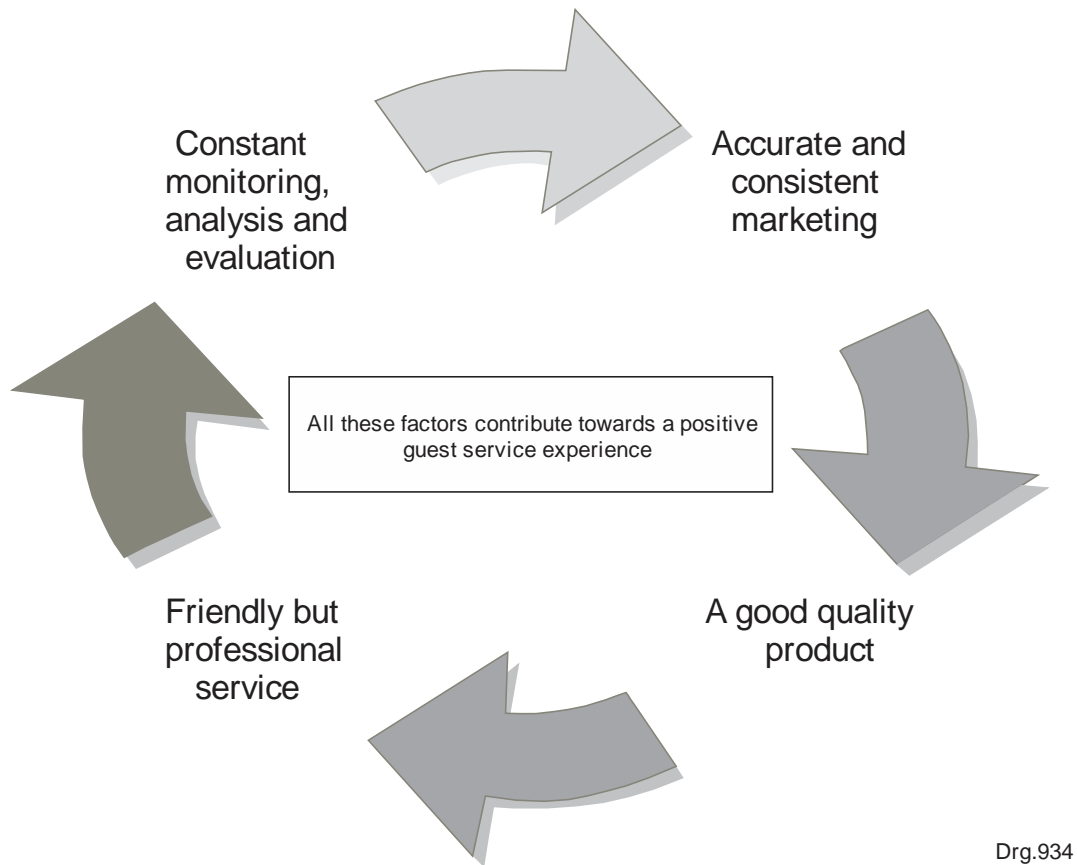 Constant
monitoring,
analysis and
evaluation
Accurate and
consistent
marketing
All these factors contribute towards a positive
guest service experience
Friendly but
professional
service
A good quality
product
Drg.934